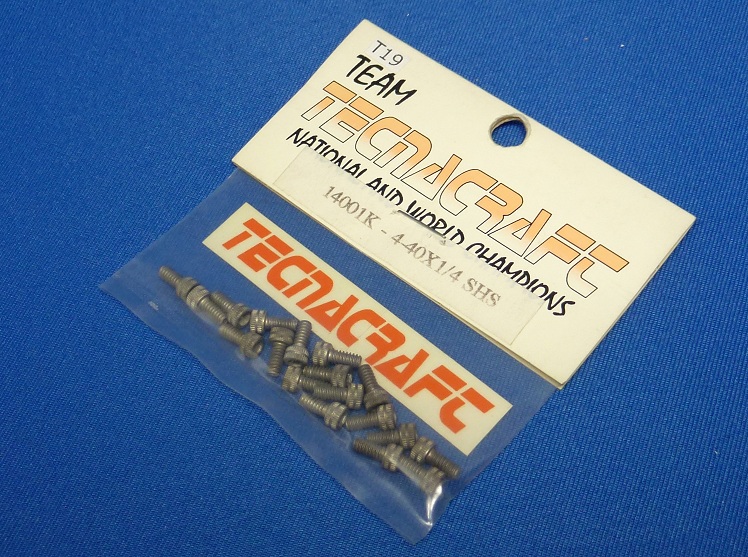 T19
TEAM
TECNACRAFT
NATIONAL AND WORLD CHAMPIONS
14001K - 4-40X1/4 SHS
TECNACRAFT